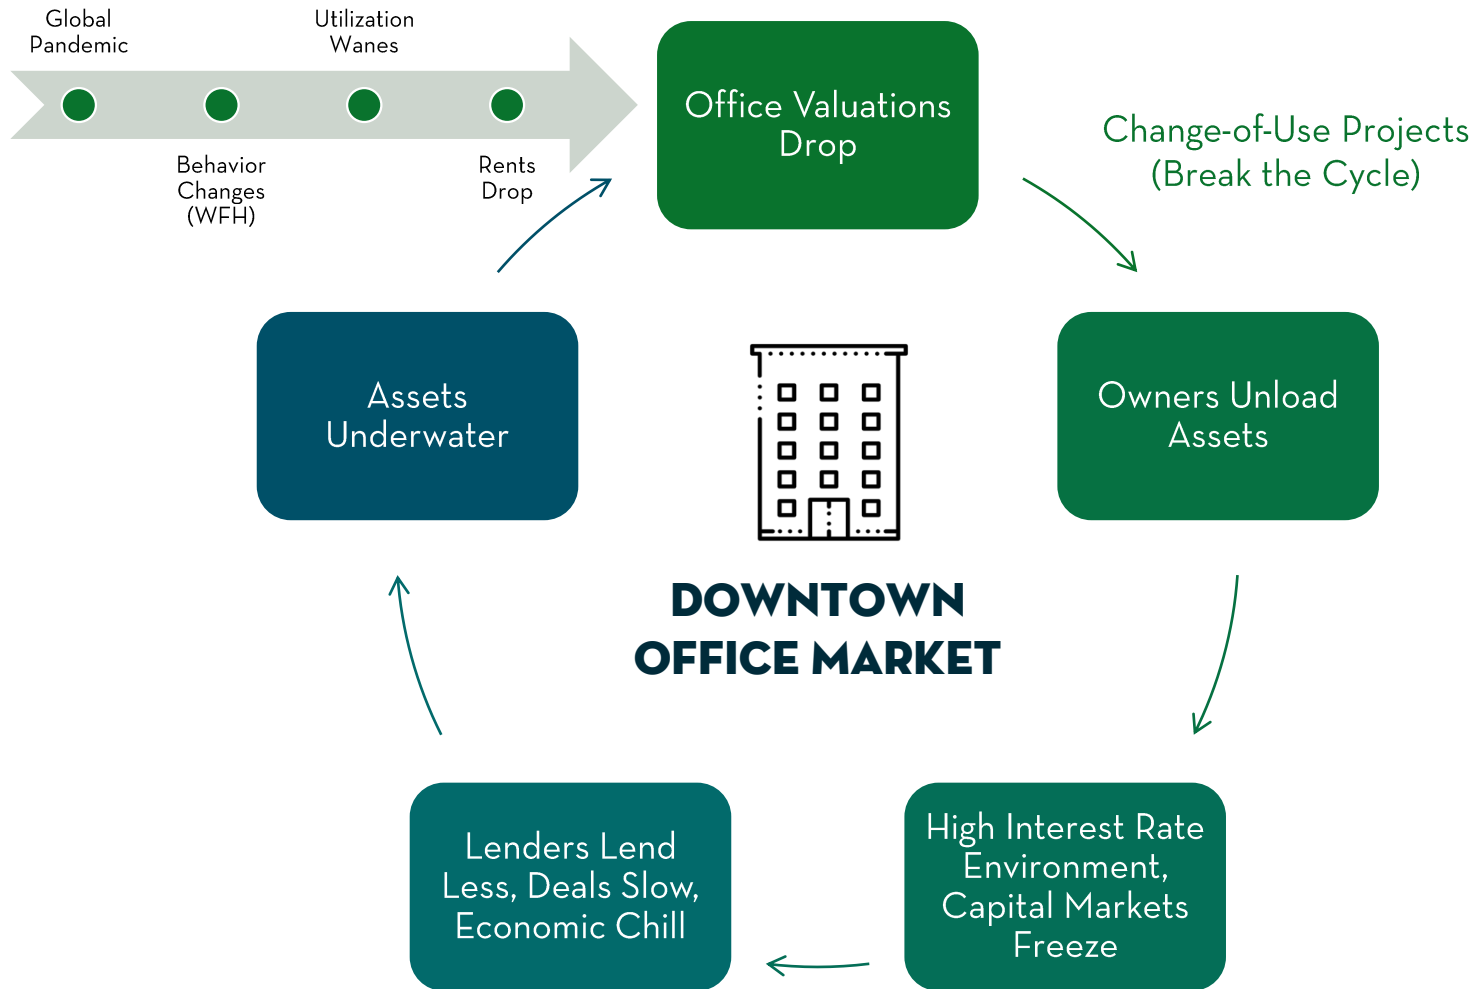 Global
Pandemic
Utilization
Wanes
Behavior
Changes
(WFH)
Rents
Drop
Office Valuations
Drop
Change-of-Use Projects
(Break the Cycle)
Assets
Underwater
Owners Unload
Assets
DOWNTOWN
OFFICE MARKET
Lenders Lend
Less, Deals Slow,
Economic Chill
High Interest Rate
Environment,
Capital Markets
Freeze